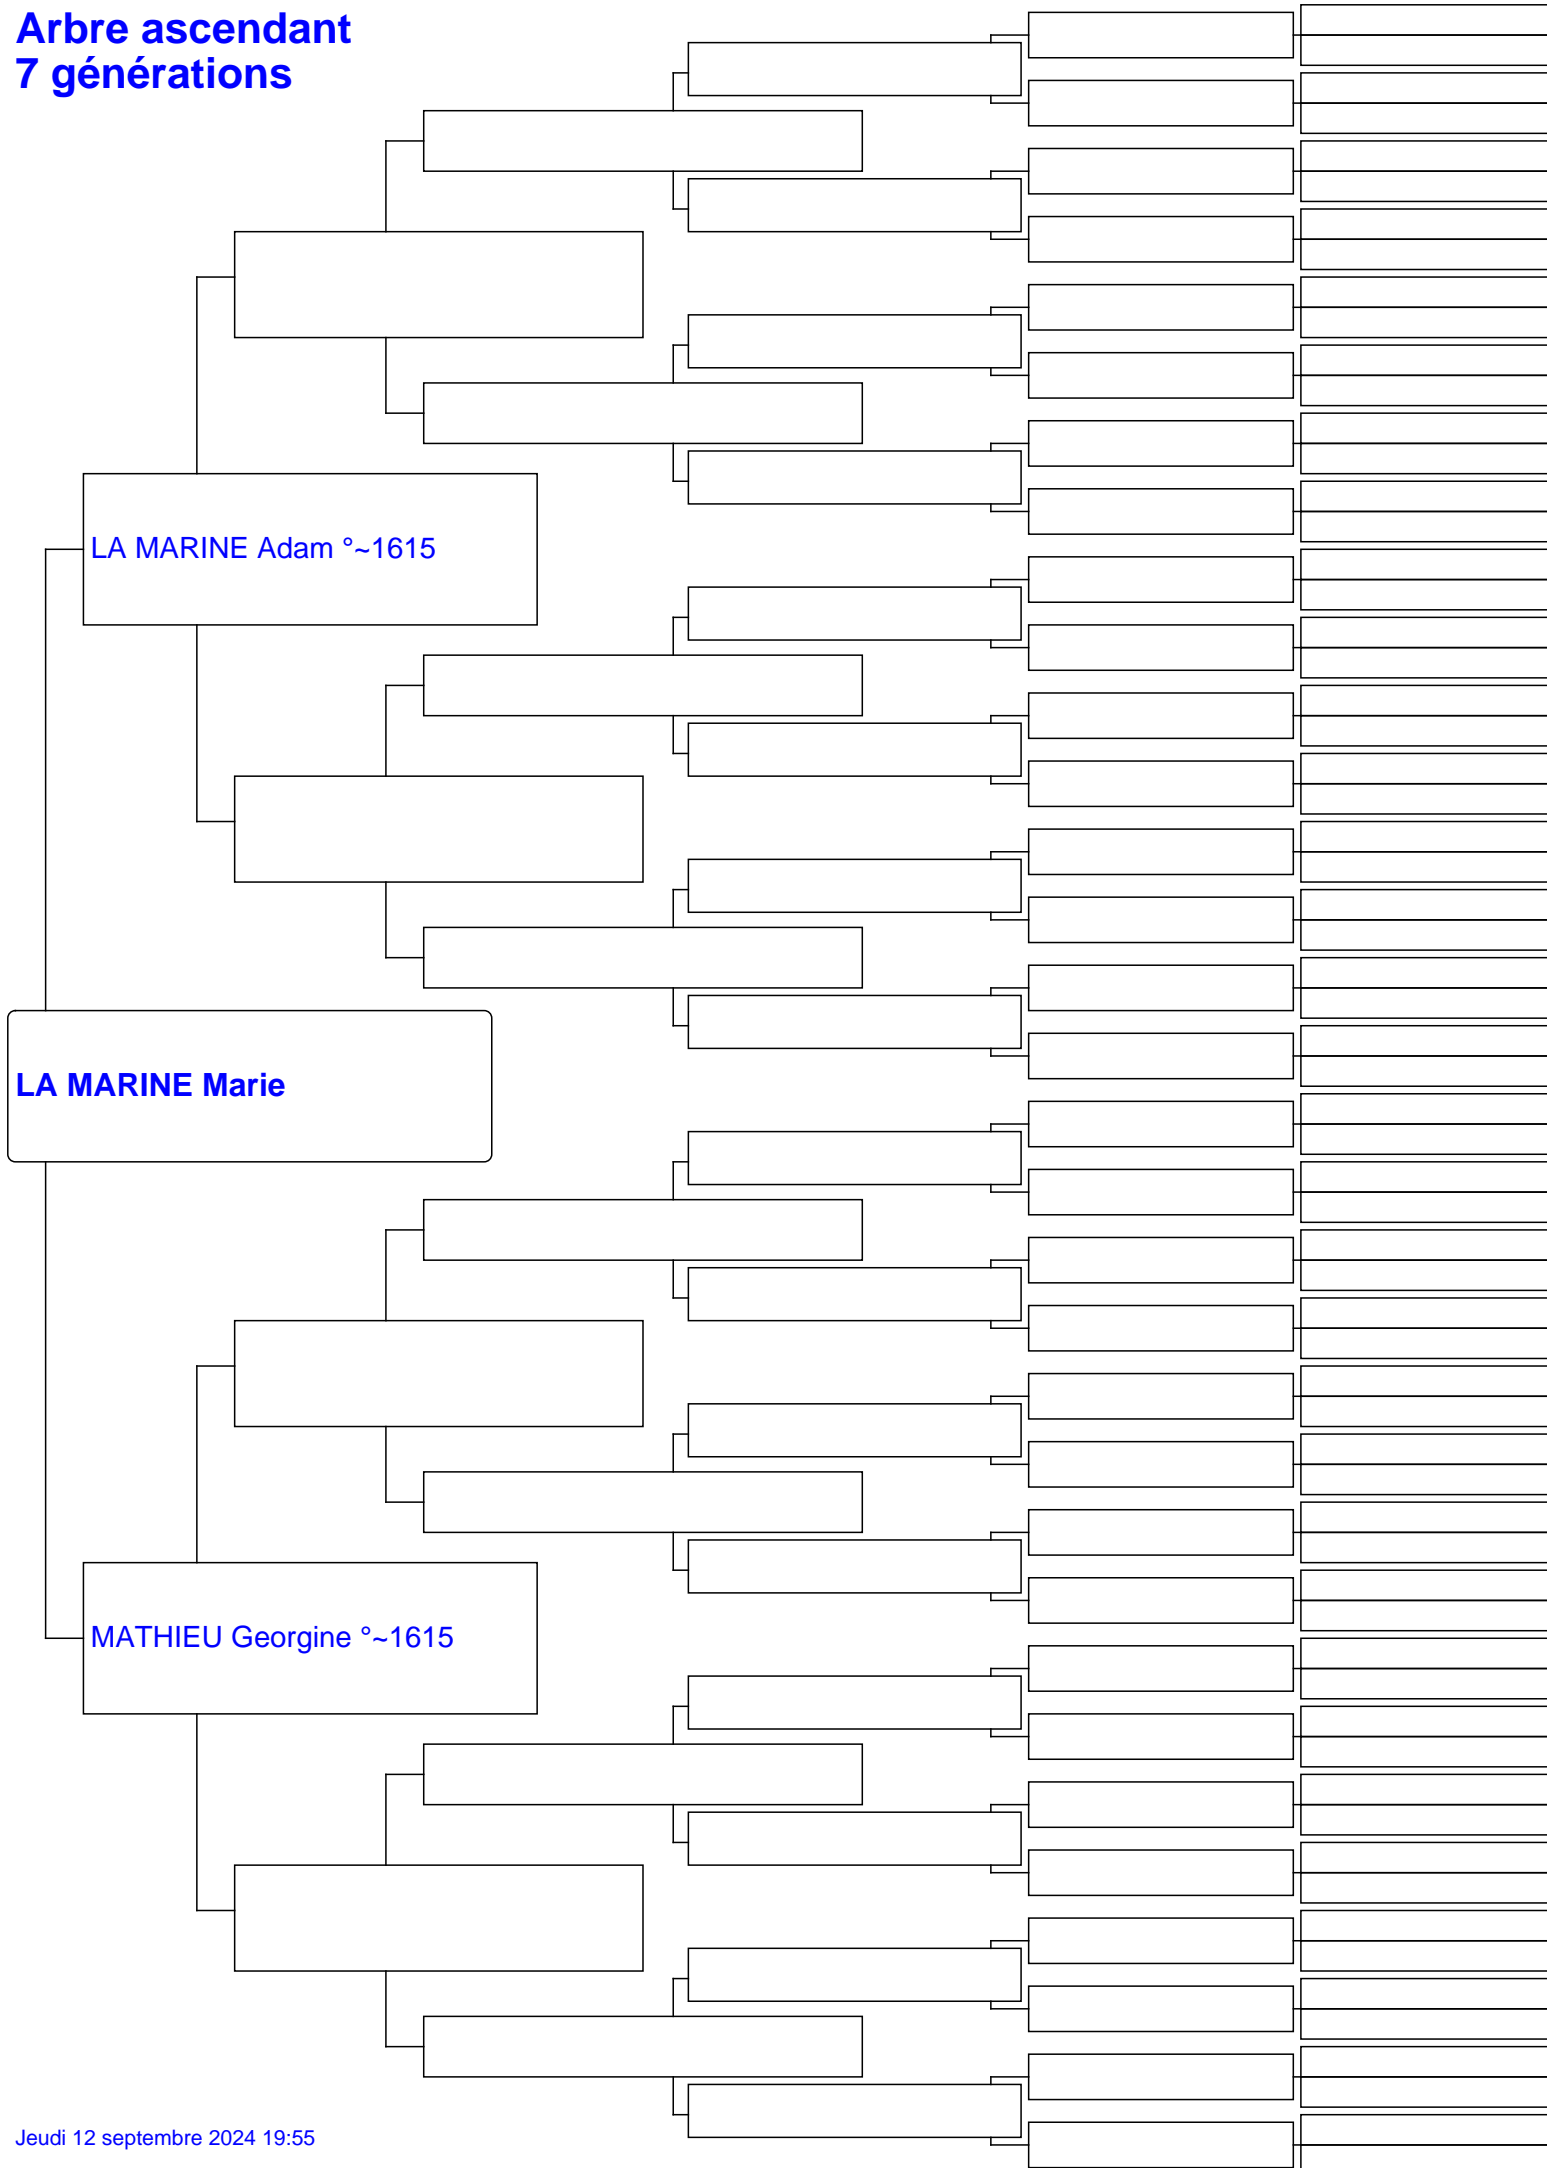 Arbre ascendant
7 générations
LA MARINE Adam °~1615
LA MARINE Marie
MATHIEU Georgine °~1615
Jeudi 12 septembre 2024 19:55